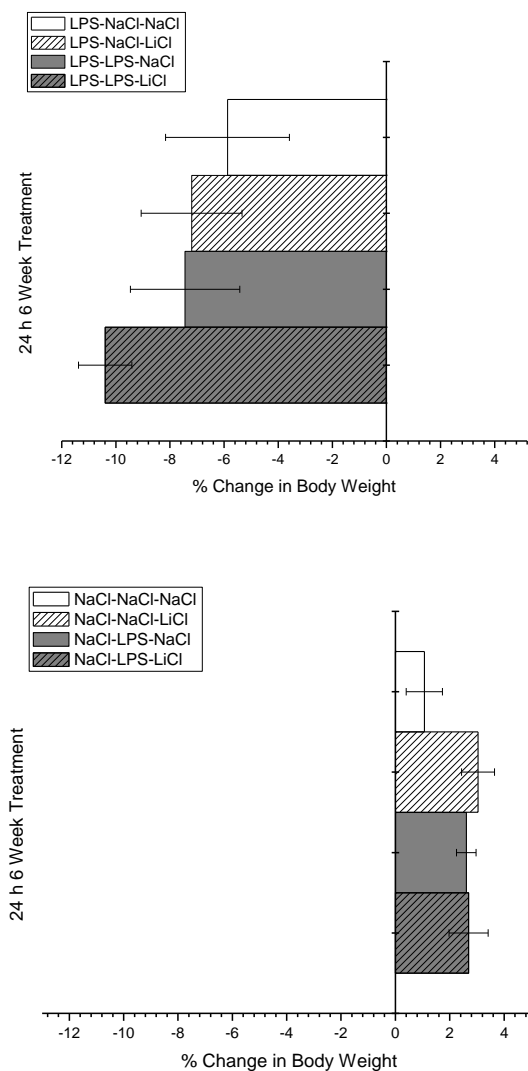 LPS-NaCl-NaCl
LPS-NaCl-LiCl
LPS-LPS-NaCl
LPS-LPS-LiCl
24 h 6 Week Treatment
-12 -10 -8 -6 -4 -2 0 2 4
% Change in Body Weight
NaCl-NaCl-NaCl
NaCl-NaCl-LiCl
NaCl-LPS-NaCl
NaCl-LPS-LiCl
24 h 6 Week Treatment
-12 -10 -8 -6 -4 -2 0 2 4
% Change in Body Weight